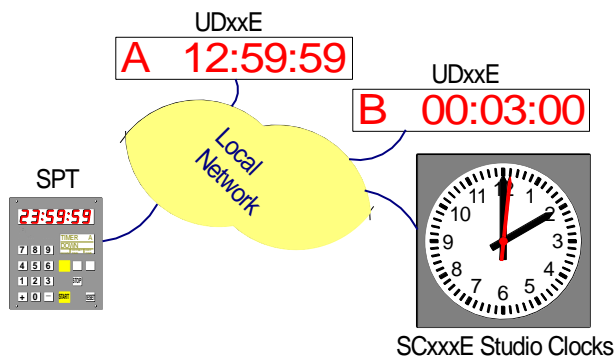 UDxxE
A 12:59:59
UDxxE
B 00:03:00
Local
Network
SPT
23:59:59
TIMER A
DOWN
7 8 9
4 5 6
1 2 3 STOP
+ 0 - START RESET
11 12 1
10 2
9 3
8 4
7 6 5
SCxxxE Studio Clocks